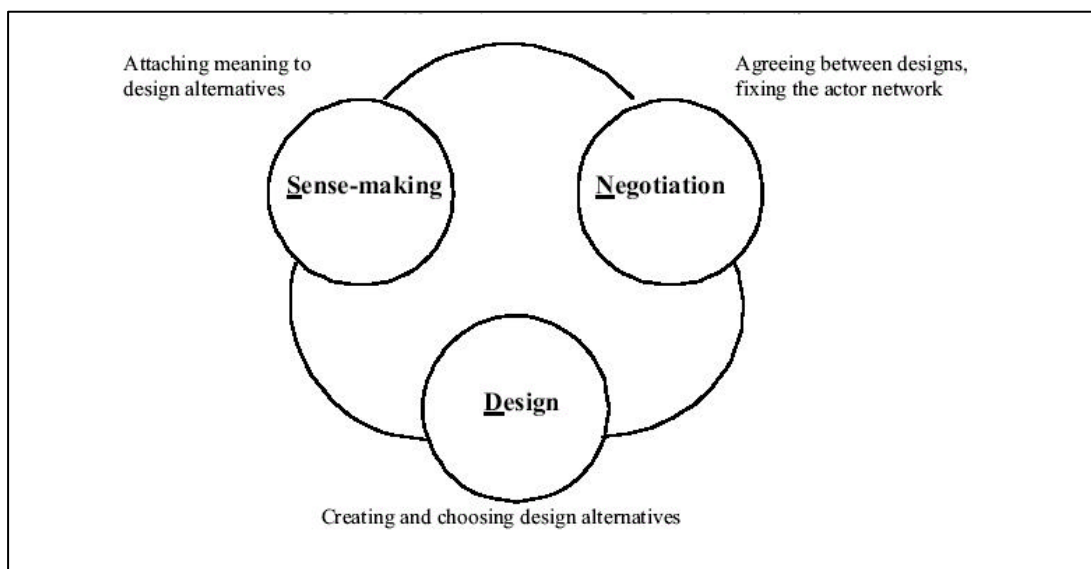 Attaching meaning to
design alternatives
Agreeing between designs,
fixing the actor network
Sense-making
Negotiation
Design
Creating and choosing design alternatives